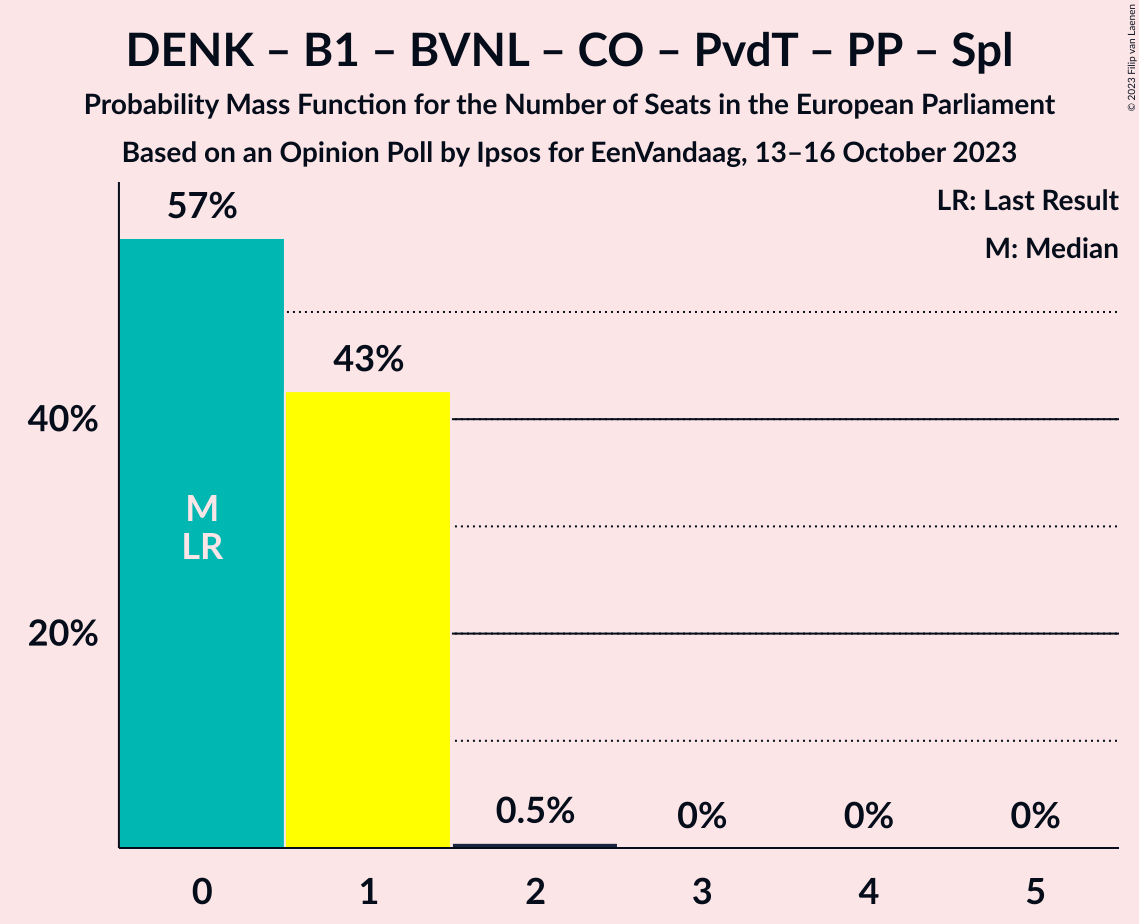 DENK – B1 – BVNL – CO – PvdT – PP – Spl
Probability Mass Function for the Number of Seats in the European Parliament
Based on an Opinion Poll by Ipsos for EenVandaag, 13–16 October 2023
© 2023 Filip van Laenen
LR: Last Result
M: Median
57%
43%
40%
M
LR
20%
0.5%
0%
0%
0%
0
1
2
3
4
5